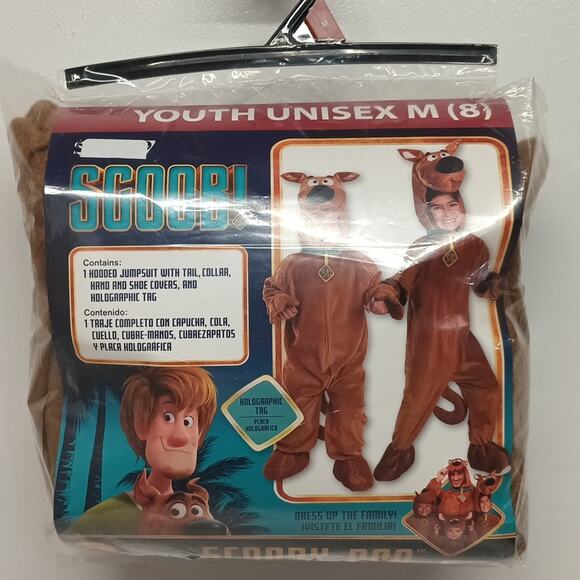 M
YOUTH UNISEX M (8)
SCOOB!
Contains:
1 HOODED JUMPSUIT WITH TAIL, COLLAR,
HAND AND SHOE COVERS, AND
HOLOGRAPHIC TAG
Contenido:
1 TRAJE COMPLETO CON CAPUCHA, COLA,
CUELLO, CUBRE-MANOS, CUBREZAPATOS
Y PLACA HOLOGRÁFICA
HOLOGRAPHIC
TAG
PLACA
HOLOGRÁFICA
DRESS UP THE FAMILY!
¡VISTETE EL FAMILIA!
SCOOBY-DOO™